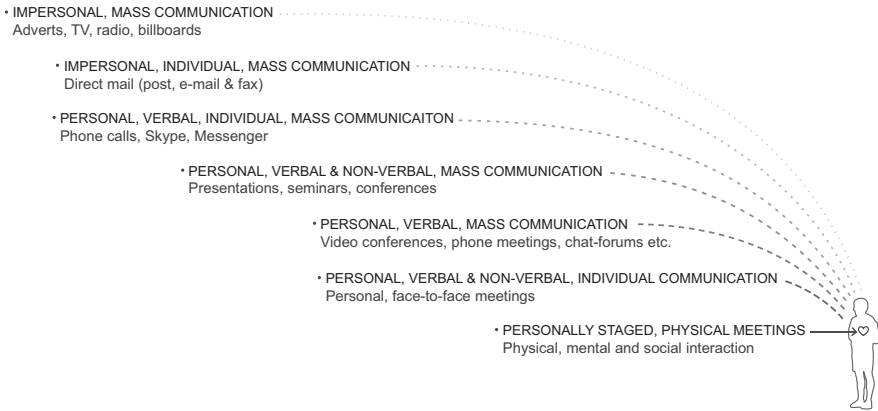 • IMPERSONAL, MASS COMMUNICATION
Adverts, TV, radio, billboards
• IMPERSONAL, INDIVIDUAL, MASS COMMUNICATION
Direct mail (post, e-mail & fax)
• PERSONAL, VERBAL, INDIVIDUAL, MASS COMMUNICAITON
Phone calls, Skype, Messenger
• PERSONAL, VERBAL & NON-VERBAL, MASS COMMUNICATION
Presentations, seminars, conferences
• PERSONAL, VERBAL, MASS COMMUNICATION
Video conferences, phone meetings, chat-forums etc.
• PERSONAL, VERBAL & NON-VERBAL, INDIVIDUAL COMMUNICATION
Personal, face-to-face meetings
• PERSONALLY STAGED, PHYSICAL MEETINGS
Physical, mental and social interaction